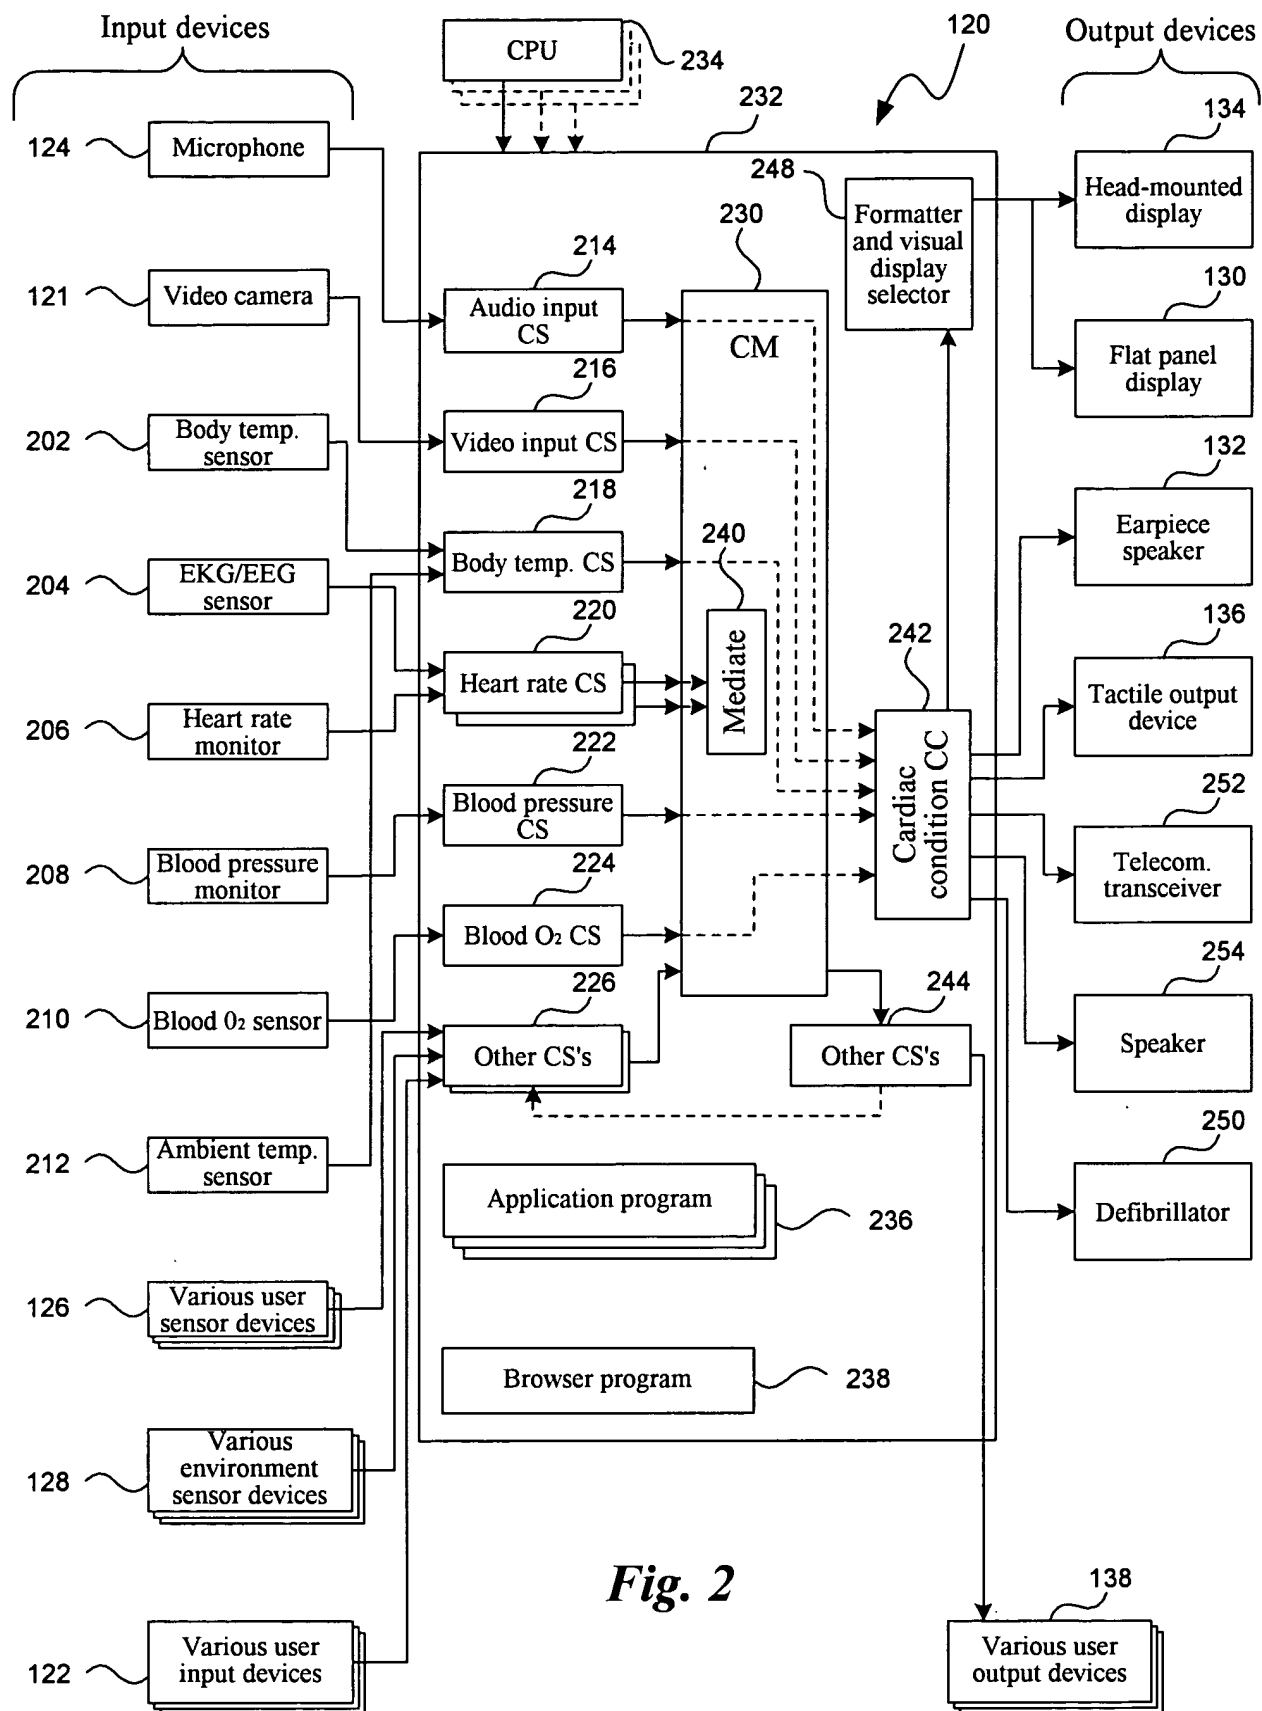 Input devices
CPU
234
120
Output devices
232
124
Microphone
134
Head-mounted
display
248
Formatter
and visual
display
selector
230
214
Audio input
CS
CM
121
Video camera
130
Flat panel
display
216
Video input CS
202
Body temp.
sensor
132
Earpiece
speaker
218
Body temp. CS
240
Mediate
204
EKG/EEG
sensor
220
Heart rate CS
242
Cardiac
condition CC
136
Tactile output
device
206
Heart rate
monitor
222
Blood pressure
CS
252
Telecom.
transceiver
208
Blood pressure
monitor
224
Blood O2 CS
254
Speaker
210
Blood 02 sensor
226
Other CS's
244
Other CS's
250
Defibrillator
212
Ambient temp.
sensor
Application program
236
126
Various user
sensor devices
Browser program
238
128
Various
environment
sensor devices
Fig. 2
138
Various user
output devices
122
Various user
input devices